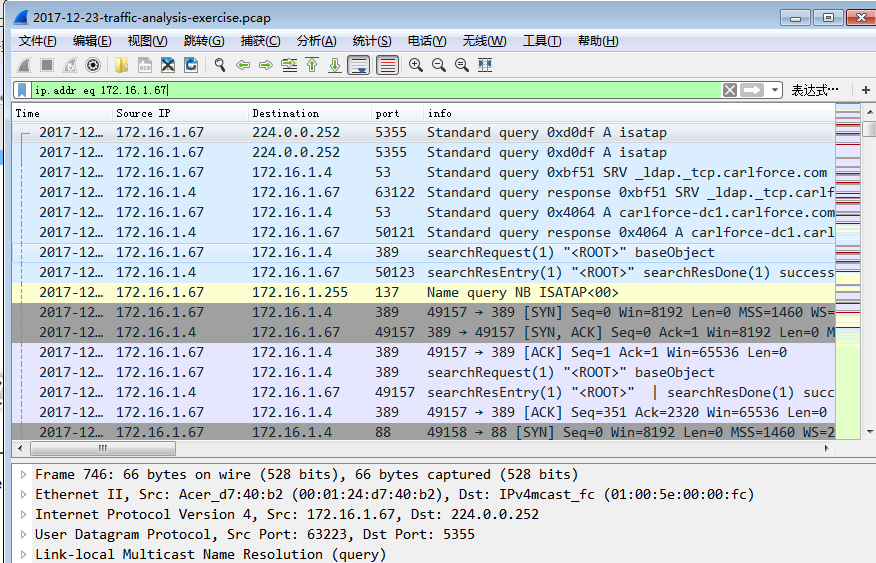 2017-12-23-traffic-analysis-exercise.pcap
文件(F) 编辑(E) 视图(V) 跳转(G) 捕获(C) 分析(A) 统计(S) 电话(Y) 无线(W) 工具(T) 帮助(H)
ip.addr eq 172.16.1.67 表达式… +
Time Source IP Destination port info
2017-12… 172.16.1.67 224.0.0.252 5355 Standard query 0xd0df A isatap
2017-12… 172.16.1.67 224.0.0.252 5355 Standard query 0xd0df A isatap
2017-12… 172.16.1.67 172.16.1.4 53 Standard query 0xbf51 SRV _ldap._tcp.carlforce.com
2017-12… 172.16.1.4 172.16.1.67 63122 Standard query response 0xbf51 SRV _ldap._tcp.carlf
2017-12… 172.16.1.67 172.16.1.4 53 Standard query 0x4064 A carlforce-dc1.carlforce.com
2017-12… 172.16.1.4 172.16.1.67 50121 Standard query response 0x4064 A carlforce-dc1.carl
2017-12… 172.16.1.67 172.16.1.4 389 searchRequest(1) "<ROOT>" baseObject
2017-12… 172.16.1.4 172.16.1.67 50123 searchResEntry(1) "<ROOT>" searchResDone(1) success
2017-12… 172.16.1.67 172.16.1.255 137 Name query NB ISATAP<00>
2017-12… 172.16.1.67 172.16.1.4 389 49157 → 389 [SYN] Seq=0 Win=8192 Len=0 MSS=1460 WS=
2017-12… 172.16.1.4 172.16.1.67 49157 389 → 49157 [SYN, ACK] Seq=0 Ack=1 Win=8192 Len=0 M
2017-12… 172.16.1.67 172.16.1.4 389 49157 → 389 [ACK] Seq=1 Ack=1 Win=65536 Len=0
2017-12… 172.16.1.67 172.16.1.4 389 searchRequest(1) "<ROOT>" baseObject
2017-12… 172.16.1.4 172.16.1.67 49157 searchResEntry(1) "<ROOT>" | searchResDone(1) succ
2017-12… 172.16.1.67 172.16.1.4 389 49157 → 389 [ACK] Seq=351 Ack=2320 Win=65536 Len=0
2017-12… 172.16.1.67 172.16.1.4 88 49158 → 88 [SYN] Seq=0 Win=8192 Len=0 MSS=1460 WS=2
Frame 746: 66 bytes on wire (528 bits), 66 bytes captured (528 bits)
Ethernet II, Src: Acer_d7:40:b2 (00:01:24:d7:40:b2), Dst: IPv4mcast_fc (01:00:5e:00:00:fc)
Internet Protocol Version 4, Src: 172.16.1.67, Dst: 224.0.0.252
User Datagram Protocol, Src Port: 63223, Dst Port: 5355
Link-local Multicast Name Resolution (query)